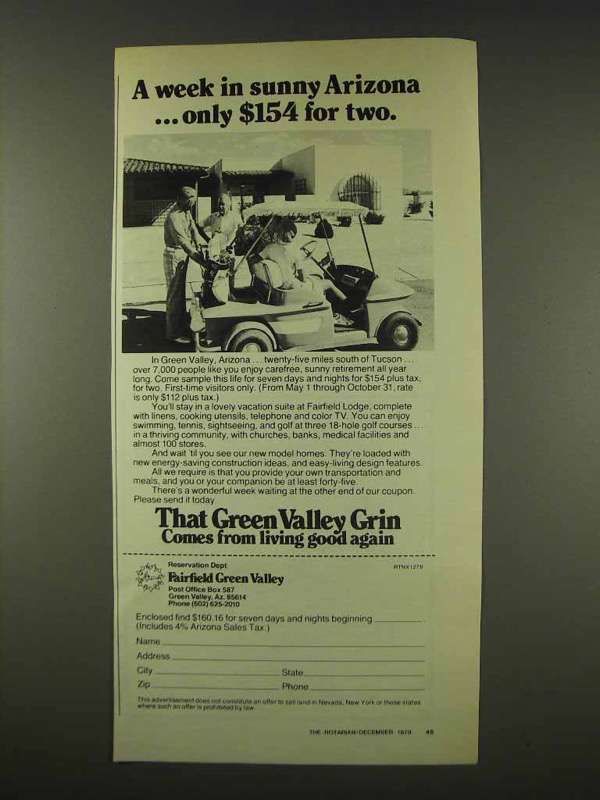 A week in sunny Arizona
...only $154 for two.
In Green Valley, Arizona ... twenty-five miles south of Tucson ...
over 7,000 people like you enjoy carefree, sunny retirement all year
long. Come sample this life for seven days and nights for $154 plus tax,
for two. First-time visitors only. (From May 1 through October 31, rate
is only $112 plus tax.)
You'll stay in a lovely vacation suite at Fairfield Lodge, complete
with linens, cooking utensils, telephone and color TV. You can enjoy
swimming, tennis, sightseeing, and golf at three 18-hole golf courses ...
in a thriving community, with churches, banks, medical facilities and
almost 100 stores.
And wait 'til you see our new model homes. They're loaded with
new energy-saving construction ideas, and easy-living design features.
All we require is that you provide your own transportation and
meals, and you or your companion be at least forty-five.
There's a wonderful week waiting at the other end of our coupon.
Please send it today.
That Green Valley Grin
Comes from living good again
Reservation Dept.
RTNX1279
Fairfield Green Valley
Post Office Box 587
Green Valley, Az. 85614
Phone (602) 625-2010
Enclosed find $160.16 for seven days and nights beginning
(Includes 4% Arizona Sales Tax.)
Name
Address
City State
Zip Phone
This advertisement does not constitute an offer to sell land in Nevada, New York or those states
where such an offer is prohibited by law.
THE ROTARIAN/DECEMBER 1979 45